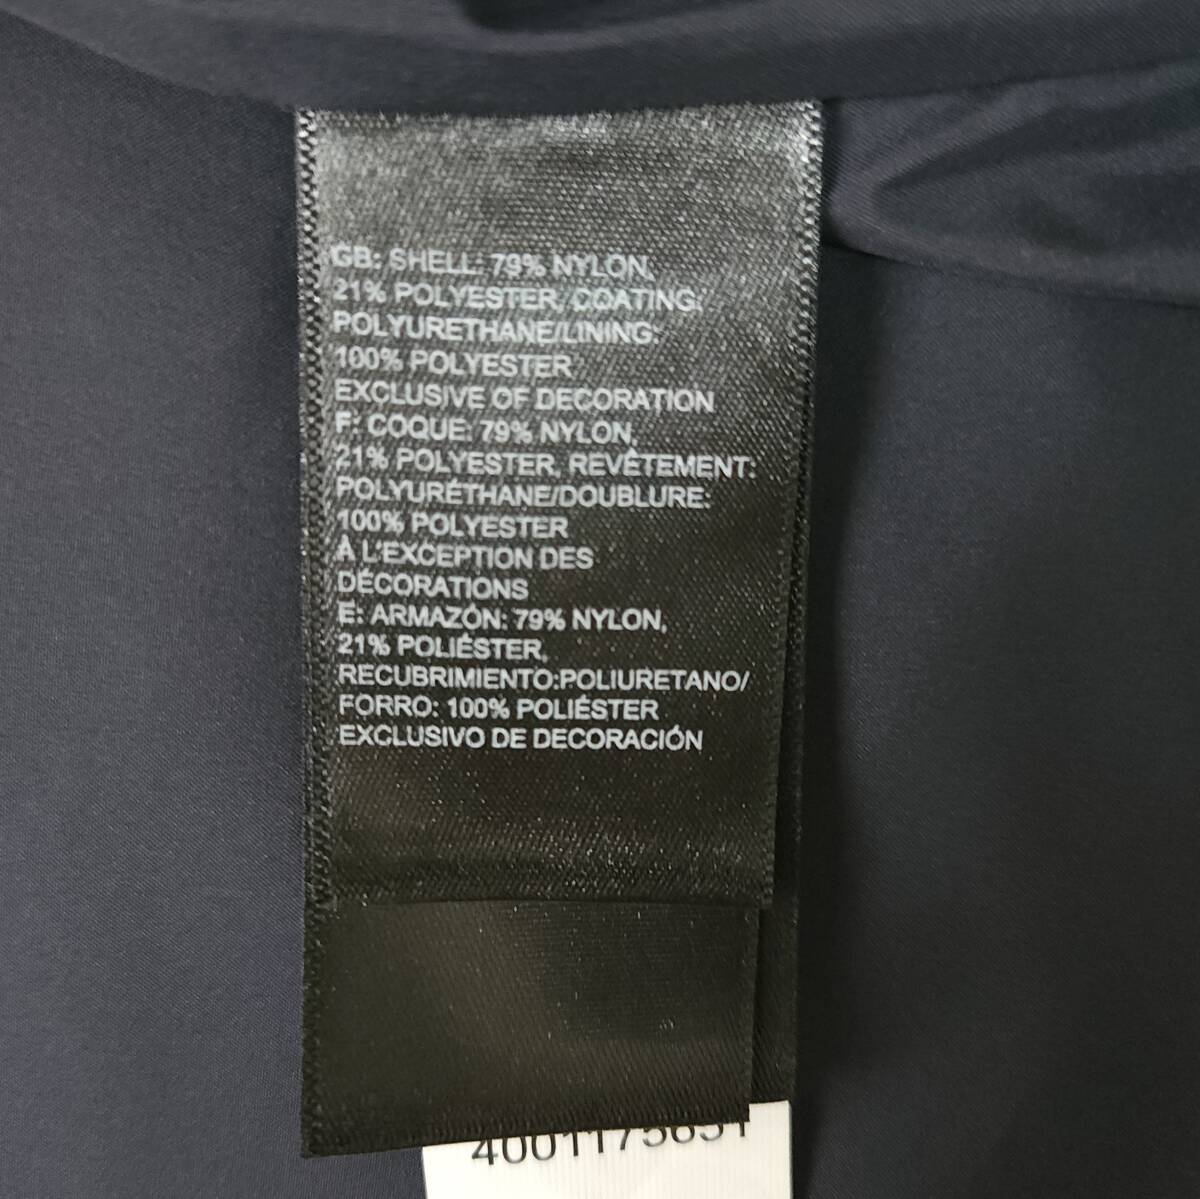 GB: SHELL: 79% NYLON,
21% POLYESTER, COATING:
POLYURETHANE/LINING:
100% POLYESTER
EXCLUSIVE OF DECORATION
F: COQUE: 79% NYLON,
21% POLYESTER, REVÊTEMENT:
POLYURÉTHANE/DOUBLURE:
100% POLYESTER
À L'EXCEPTION DES
DÉCORATIONS
E: ARMAZÓN: 79% NYLON,
21% POLIÉSTER,
RECUBRIMIENTO:POLIURETANO/
FORRO: 100% POLIÉSTER
EXCLUSIVO DE DECORACIÓN